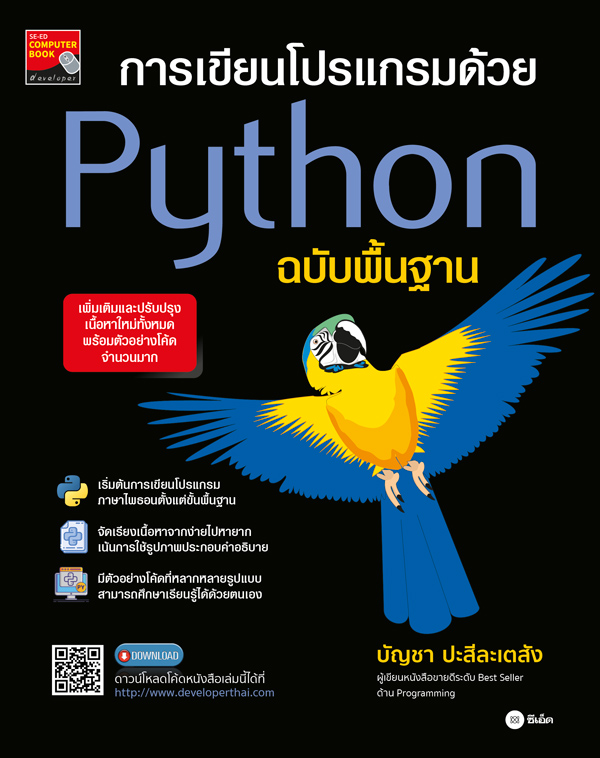 SE-ED
COMPUTER
BOOK
developer
การเขียนโปรแกรมด้วย
Python
ฉบับพื้นฐาน
เพิ่มเติมและปรับปรุง
เนื้อหาใหม่ทั้งหมด
พร้อมตัวอย่างโค้ด
จำนวนมาก
เริ่มต้นการเขียนโปรแกรม
ภาษาไพธอนตั้งแต่ขั้นพื้นฐาน
จัดเรียงเนื้อหาจากง่ายไปหายาก
เน้นการใช้รูปภาพประกอบคำอธิบาย
มีตัวอย่างโค้ดที่หลากหลายรูปแบบ
สามารถศึกษาเรียนรู้ได้ด้วยตนเอง
DOWNLOAD
ดาวน์โหลดโค้ดหนังสือเล่มนี้ได้ที่
http://www.developerthai.com
บัญชา ปะสีละเตสัง
ผู้เขียนหนังสือขายดีระดับ Best Seller
ด้าน Programming
ซีเอ็ด